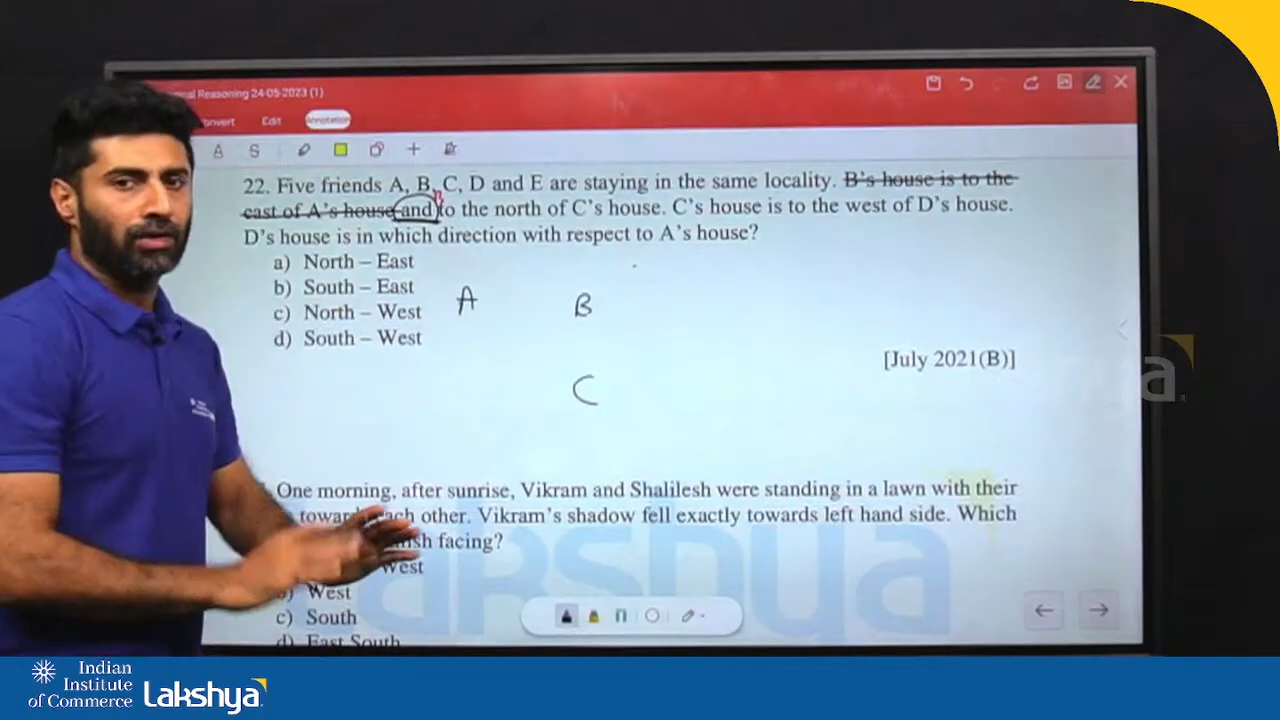 Reasoning 24-05-2023 (1)
Edit Annotation
22. Five friends A, B, C, D and E are staying in the same locality. B's house is to the
east of A's house and to the north of C's house. C's house is to the west of D's house.
B
D's house is in which direction with respect to A's house?
a) North – East
b) South – East
c) North – West
d) South – West
A B
[July 2021(B)]
C
One morning, after sunrise, Vikram and Shalilesh were standing in a lawn with their
towards each other. Vikram's shadow fell exactly towards left hand side. Which
facing?
West
West
c) South
d) East South
Lakshya
Indian
Institute
of Commerce Lakshya